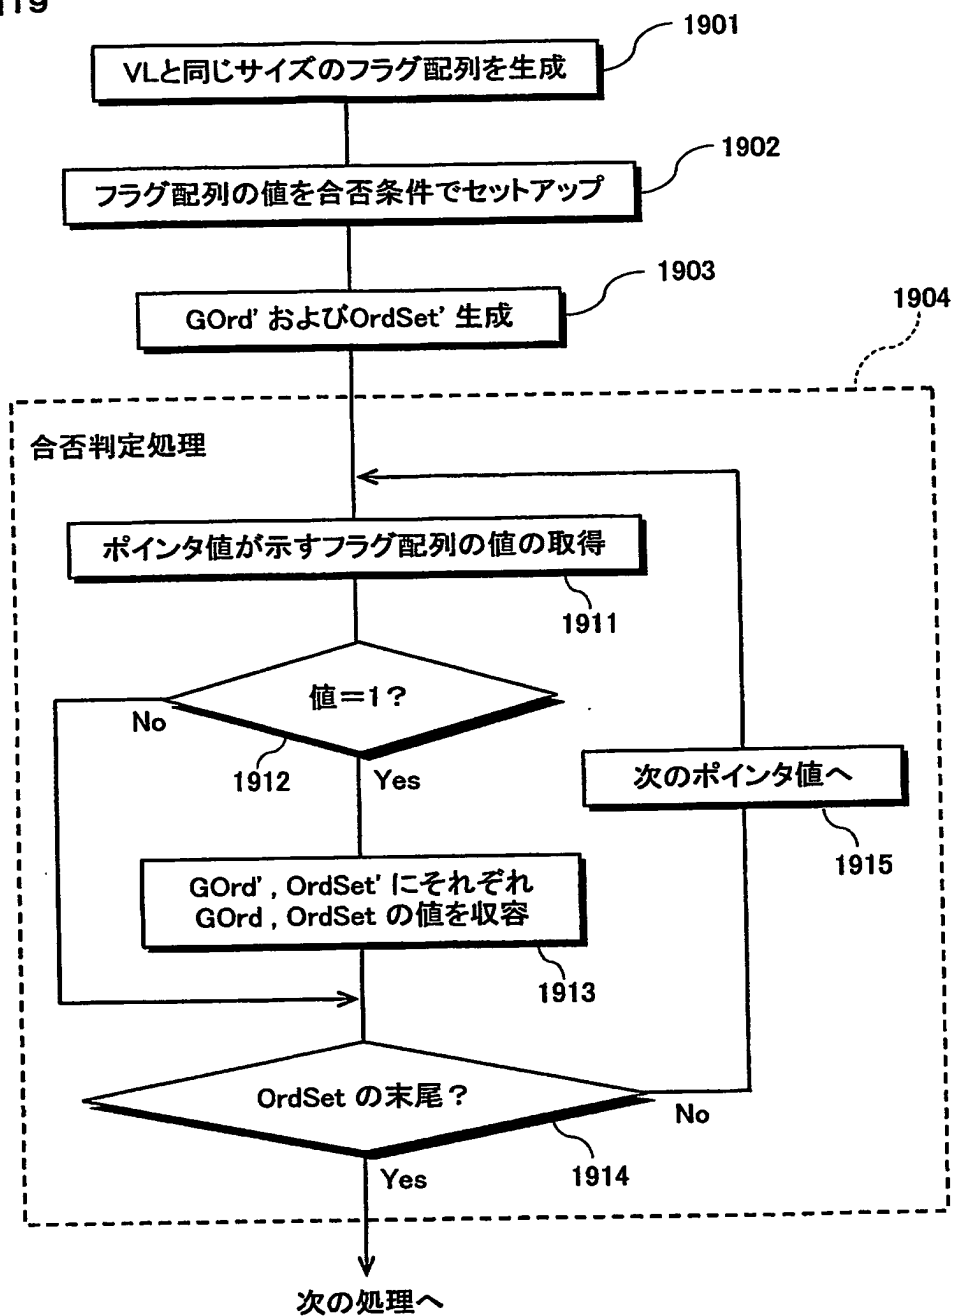 19
1901
VLと同じサイズのフラグ配列を生成
1902
フラグ配列の値を合否条件でセットアップ
1903
GOrd' およびOrdSet' 生成
1904
合否判定処理
ポインタ値が示すフラグ配列の値の取得
1911
値=1?
No
1912
Yes
次のポインタ値へ
1915
GOrd' , OrdSet' にそれぞれ
GOrd , OrdSet の値を収容
1913
OrdSet の末尾?
No
1914
Yes
次の処理へ